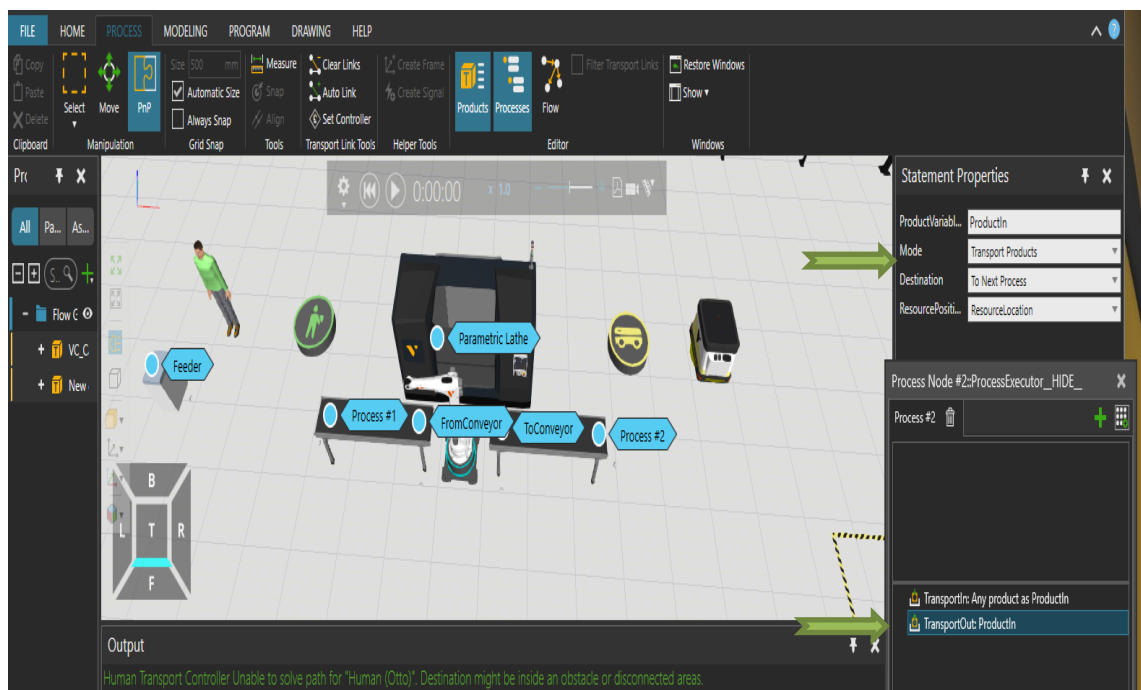 FILE HOME PROCESS MODELING PROGRAM DRAWING HELP
Copy
Paste
Delete
Clipboard
Select
Move
PnP
Manipulation
Size 500 mm
Automatic Size
Always Snap
Grid Snap
Measure
Snap
Align
Tools
Clear Links
Auto Link
Set Controller
Transport Link Tools
Create Frame
Create Signal
Helper Tools
Products
Processes
Flow
Filter Transport Links
Editor
Restore Windows
Show
Windows
Pr
All Pa... As...
S..
Flow G
VC_C
New
0:00:00 x 1.0
Feeder
Parametric Lathe
Process #1
FromConveyor
ToConveyor
Process #2
B
L T R
F
Output
Human Transport Controller Unable to solve path for "Human (Otto)". Destination might be inside an obstacle or disconnected areas.
Statement Properties
ProductVariabl... ProductIn
Mode Transport Products
Destination To Next Process
ResourcePositi... ResourceLocation
Process Node #2::ProcessExecutor__HIDE__
Process #2
TransportIn: Any product as ProductIn
TransportOut: ProductIn